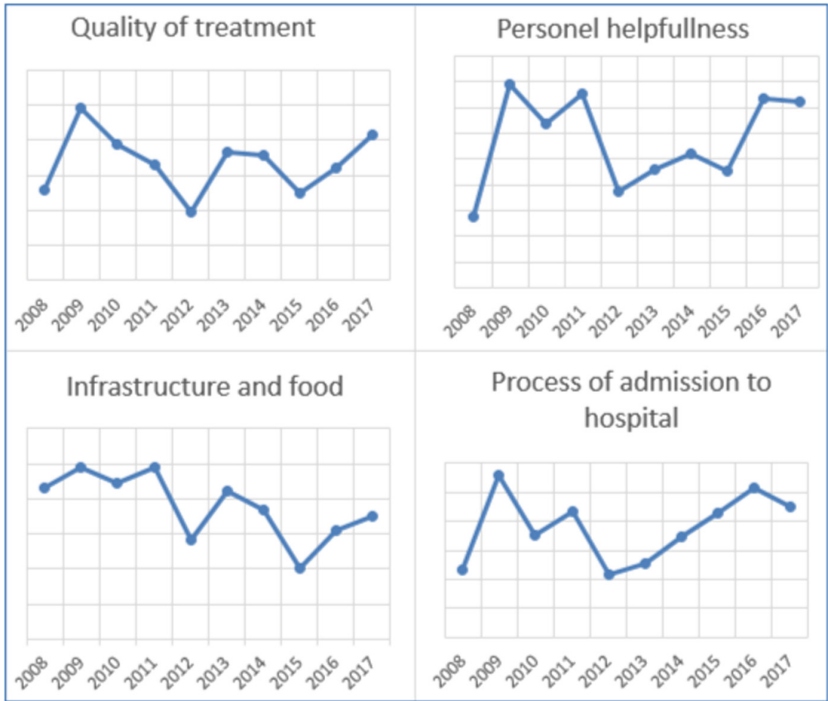 Quality of treatment
2008 2009 2010 2011 2012 2013 2014 2015 2016 2017
Personel helpfullness
2008 2009 2010 2011 2012 2013 2014 2015 2016 2017
Infrastructure and food
2008 2009 2010 2011 2012 2013 2014 2015 2016 2017
Process of admission to
hospital
2008 2009 2010 2011 2012 2013 2014 2015 2016 2017